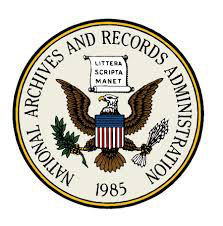 NATIONAL ARCHIVES AND RECORDS ADMINISTRATION
LITTERA
SCRIPTA
MANET
1985